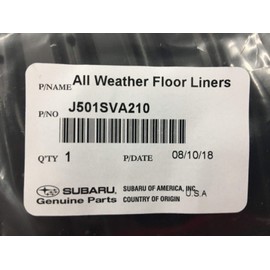 P/NAME All Weather Floor Liners
P/NO J501SVA210
Q'TY 1 P/DATE 08/10/18
SUBARU. SUBARU OF AMERICA, INC.
Genuine Parts COUNTRY OF ORIGIN U.S.A